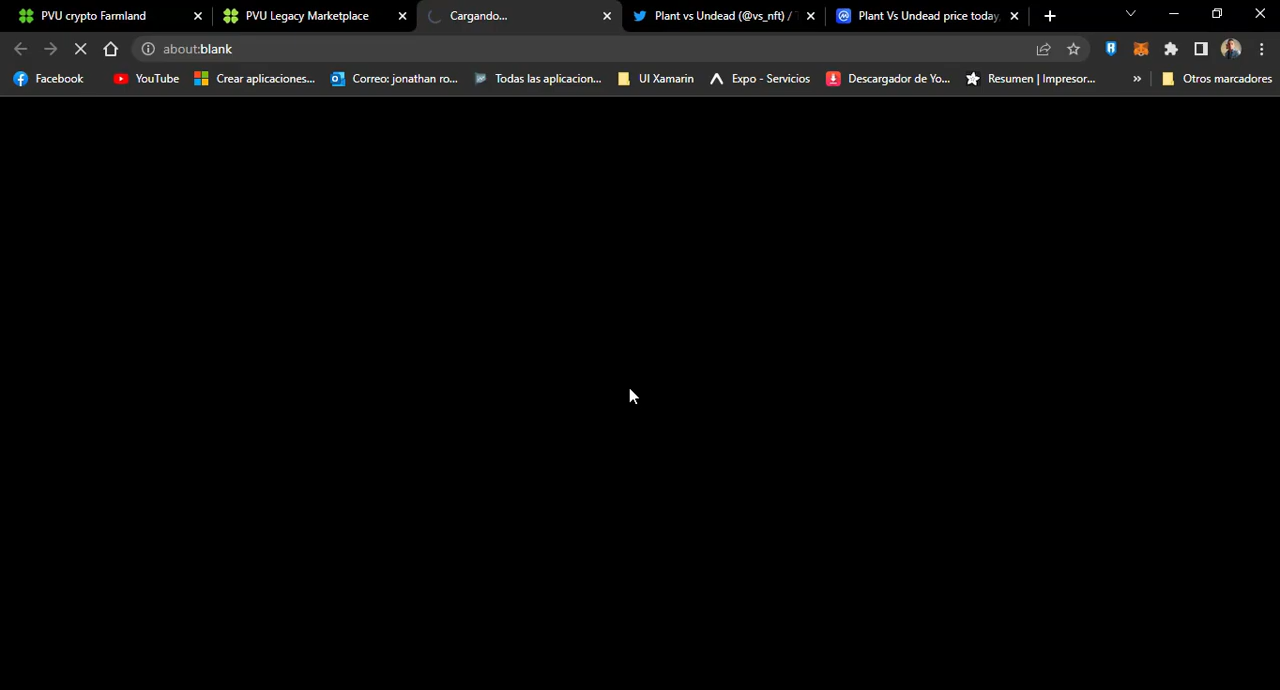 PVU crypto Farmland
PVU Legacy Marketplace
Cargando...
Plant vs Undead (@vs_nft) /
Plant Vs Undead price today,
about:blank
Facebook
YouTube
Crear aplicaciones...
Correo: jonathan ro...
Todas las aplicacion...
UI Xamarin
Expo - Servicios
Descargador de Yo...
Resumen | Impresor...
»
Otros marcadores